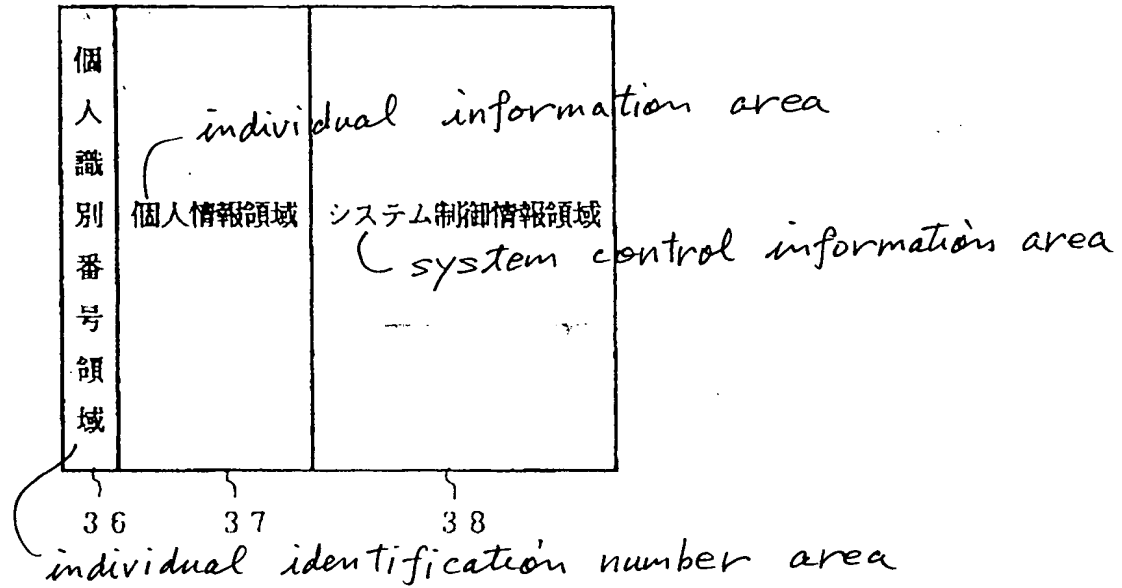 個人識別番号領域
individual information area
個人情報領域
システム制御情報領域
system control information area
36
37
38
individual identification number area